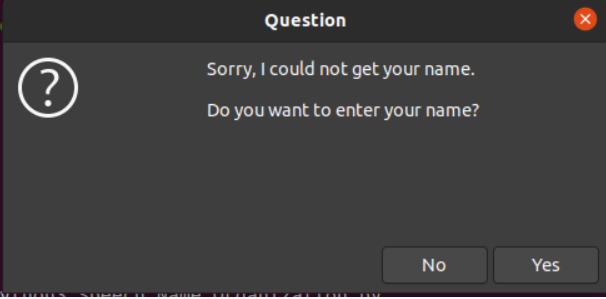 Question
Sorry, I could not get your name.
Do you want to enter your name?
No
Yes